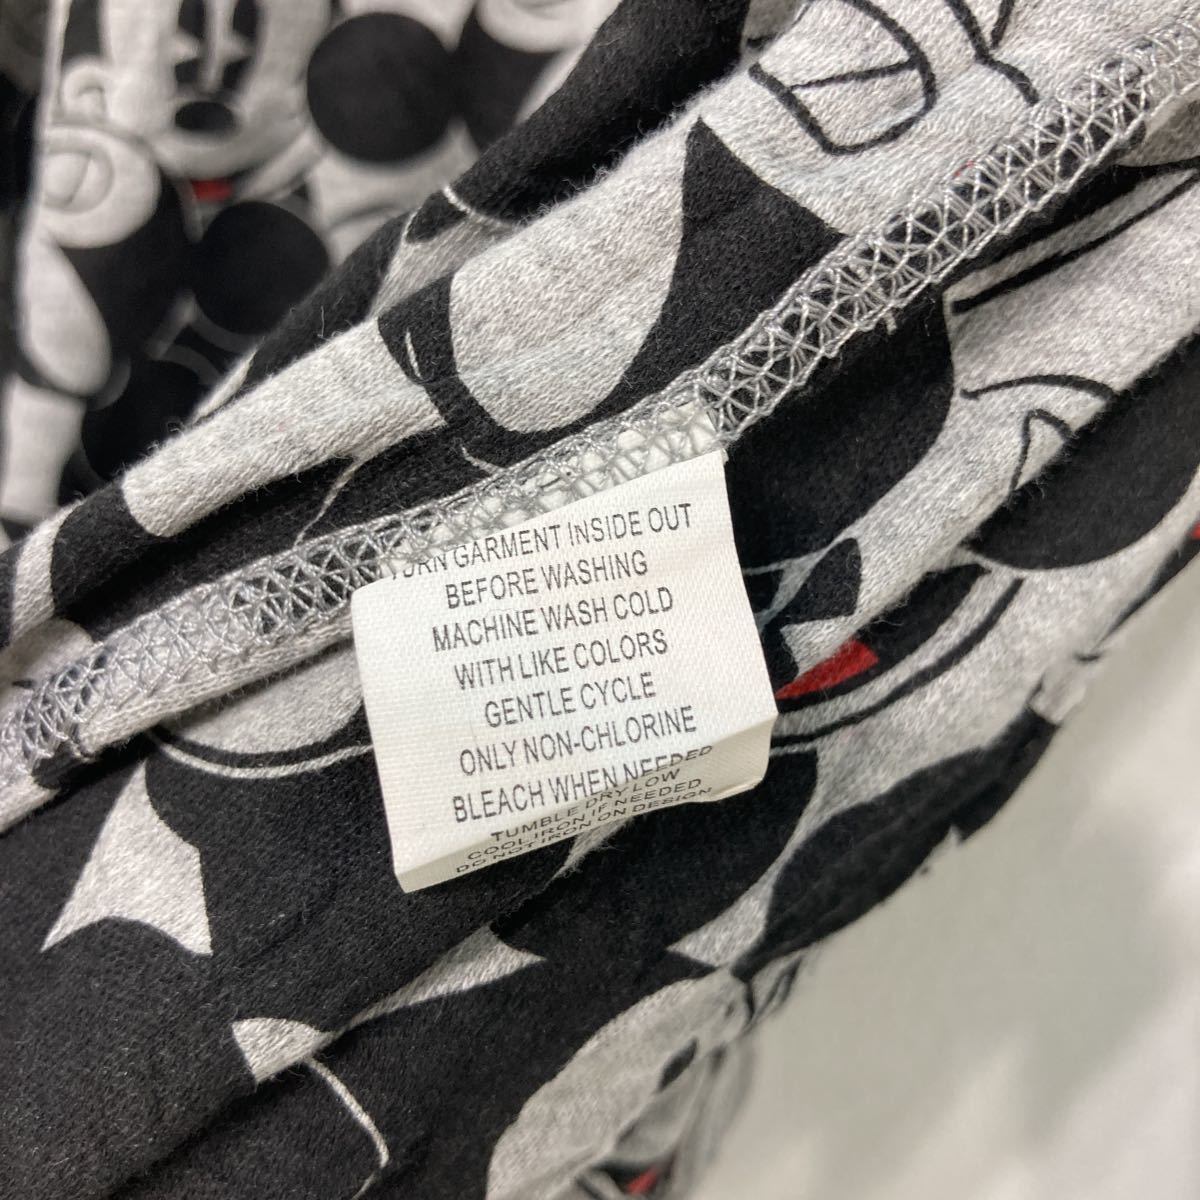 TURN GARMENT INSIDE OUT
BEFORE WASHING
MACHINE WASH COLD
WITH LIKE COLORS
GENTLE CYCLE
ONLY NON-CHLORINE
BLEACH WHEN NEEDED
TUMBLE DRY LOW
COOL IRON IF NEEDED
DO NOT IRON ON DESIGN